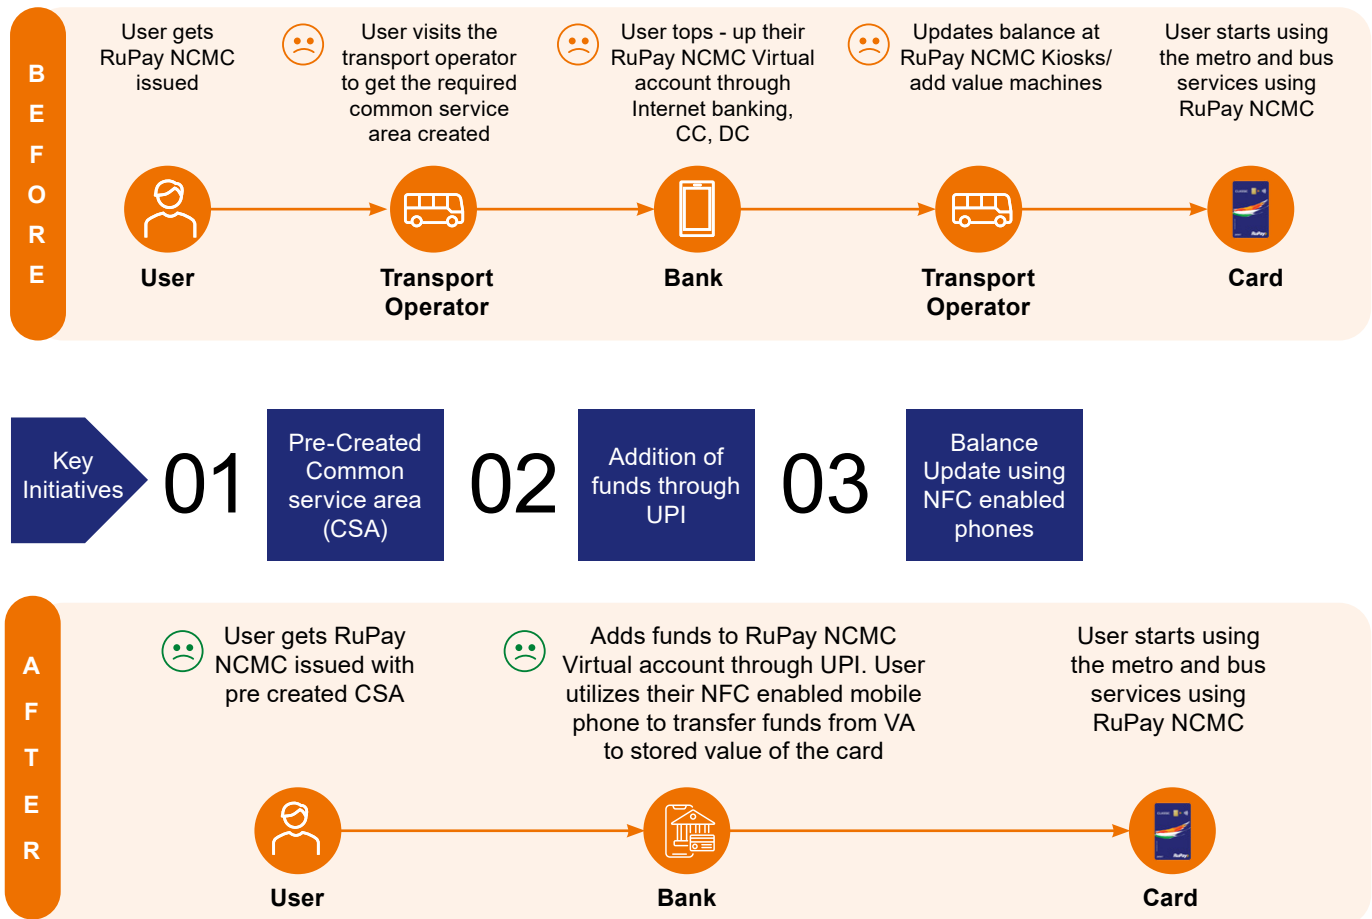 BEFORE
User gets
RuPay NCMC
issued
User visits the
transport operator
to get the required
common service
area created
User tops - up their
RuPay NCMC Virtual
account through
Internet banking,
CC, DC
Updates balance at
RuPay NCMC Kiosks/
add value machines
User starts using
the metro and bus
services using
RuPay NCMC
RuPay
User
Transport
Operator
Bank
Transport
Operator
Card
Key
Initiatives
01
Pre-Created
Common
service area
(CSA)
02
Addition of
funds through
UPI
03
Balance
Update using
NFC enabled
phones
AFTER
User gets RuPay
NCMC issued with
pre created CSA
Adds funds to RuPay NCMC
Virtual account through UPI. User
utilizes their NFC enabled mobile
phone to transfer funds from VA
to stored value of the card
User starts using
the metro and bus
services using
RuPay NCMC
RuPay
User
Bank
Card